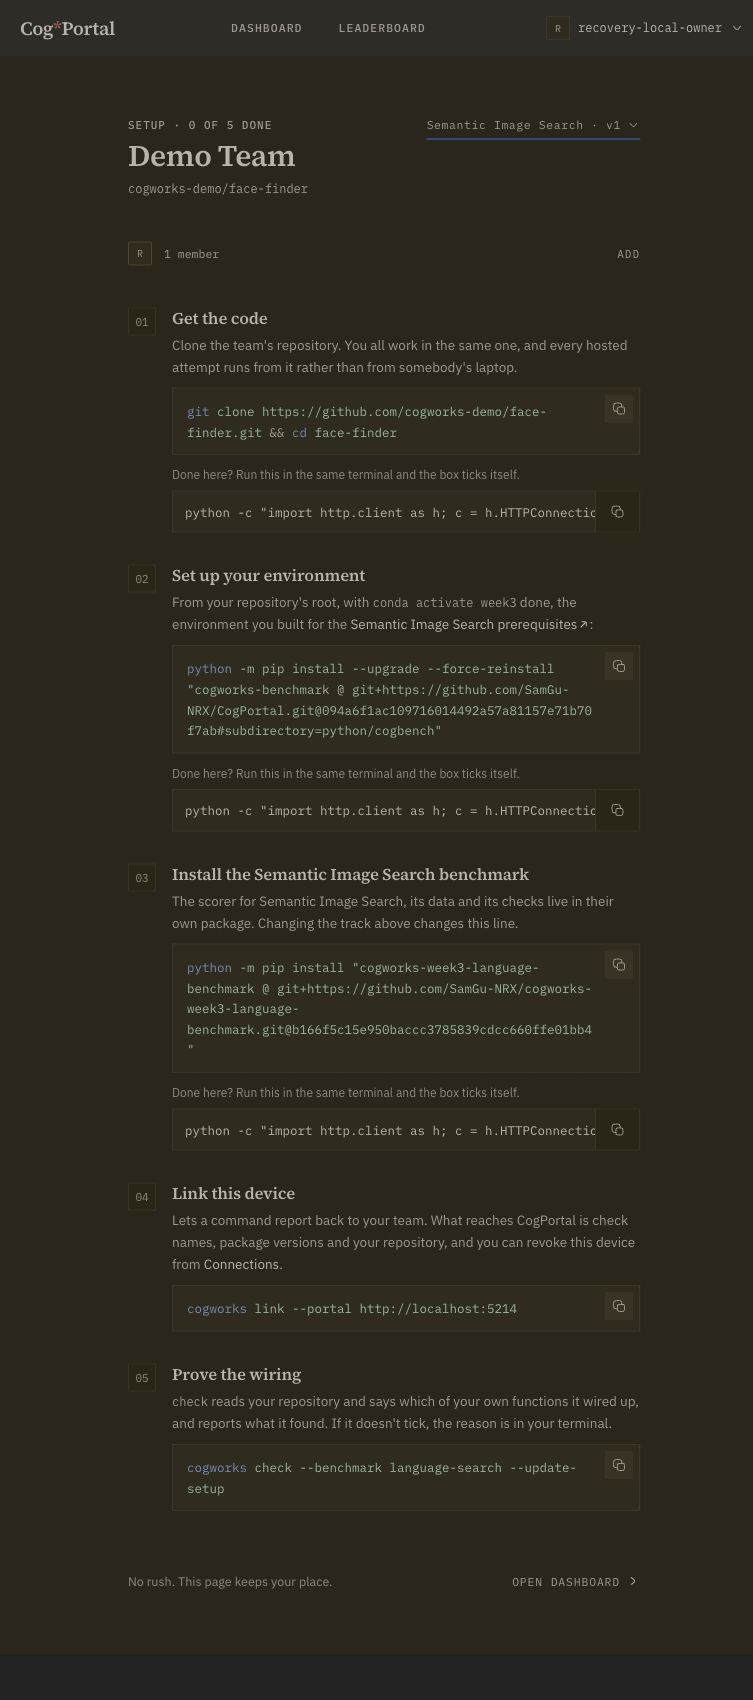 Cog*Portal
DASHBOARD
LEADERBOARD
R
recovery-local-owner
SETUP · 0 OF 5 DONE
Semantic Image Search · v1
Demo Team
cogworks-demo/face-finder
R
1 member
ADD
01
Get the code
Clone the team's repository. You all work in the same one, and every hosted
attempt runs from it rather than from somebody's laptop.
git clone https://github.com/cogworks-demo/face-
finder.git && cd face-finder
Done here? Run this in the same terminal and the box ticks itself.
python -c "import http.client as h; c = h.HTTPConnectio
02
Set up your environment
From your repository's root, with conda activate week3 done, the
environment you built for the Semantic Image Search prerequisites↗:
python -m pip install --upgrade --force-reinstall
"cogworks-benchmark @ git+https://github.com/SamGu-
NRX/CogPortal.git@094a6f1ac109716014492a57a81157e71b70
f7ab#subdirectory=python/cogbench"
Done here? Run this in the same terminal and the box ticks itself.
python -c "import http.client as h; c = h.HTTPConnectio
03
Install the Semantic Image Search benchmark
The scorer for Semantic Image Search, its data and its checks live in their
own package. Changing the track above changes this line.
python -m pip install "cogworks-week3-language-
benchmark @ git+https://github.com/SamGu-NRX/cogworks-
week3-language-
benchmark.git@b166f5c15e950baccc3785839cdcc660ffe01bb4
"
Done here? Run this in the same terminal and the box ticks itself.
python -c "import http.client as h; c = h.HTTPConnectio
04
Link this device
Lets a command report back to your team. What reaches CogPortal is check
names, package versions and your repository, and you can revoke this device
from Connections.
cogworks link --portal http://localhost:5214
05
Prove the wiring
check reads your repository and says which of your own functions it wired up,
and reports what it found. If it doesn't tick, the reason is in your terminal.
cogworks check --benchmark language-search --update-
setup
No rush. This page keeps your place.
OPEN DASHBOARD